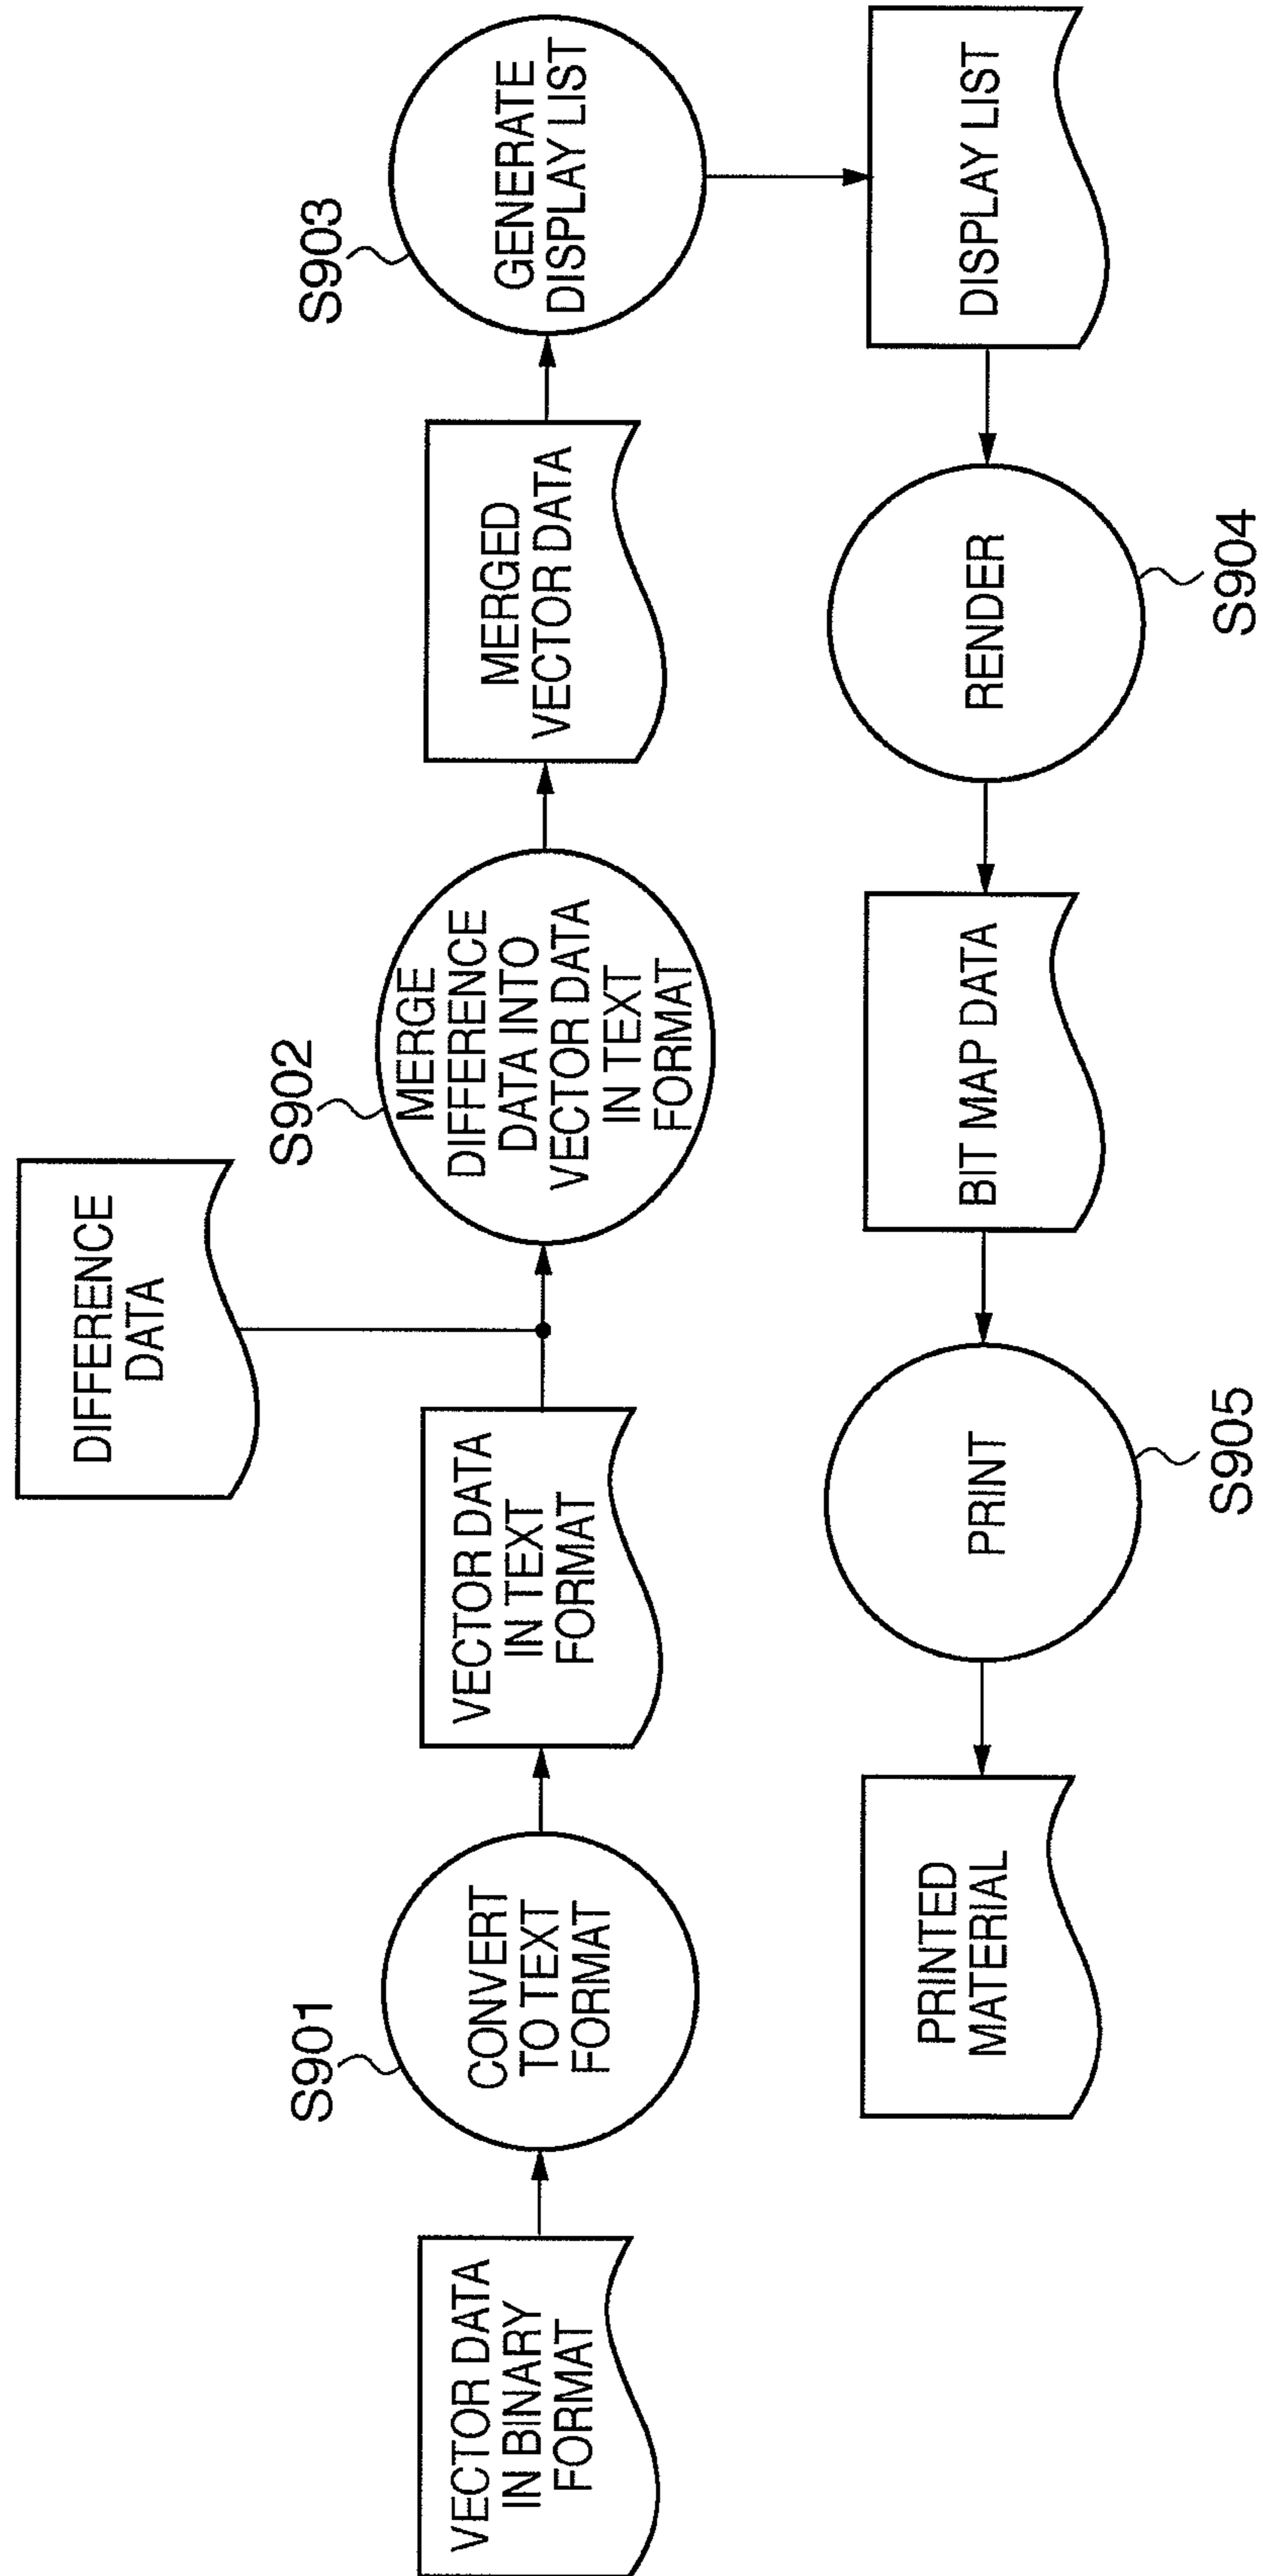 DIFFERENCE
DATA
VECTOR DATA
IN BINARY
FORMAT
S901
CONVERT
TO TEXT
FORMAT
VECTOR DATA
IN TEXT
FORMAT
S902
MERGE
DIFFERENCE
DATA INTO
VECTOR DATA
IN TEXT
FORMAT
MERGED
VECTOR DATA
S903
GENERATE
DISPLAY LIST
DISPLAY LIST
RENDER
S904
BIT MAP DATA
PRINT
S905
PRINTED
MATERIAL